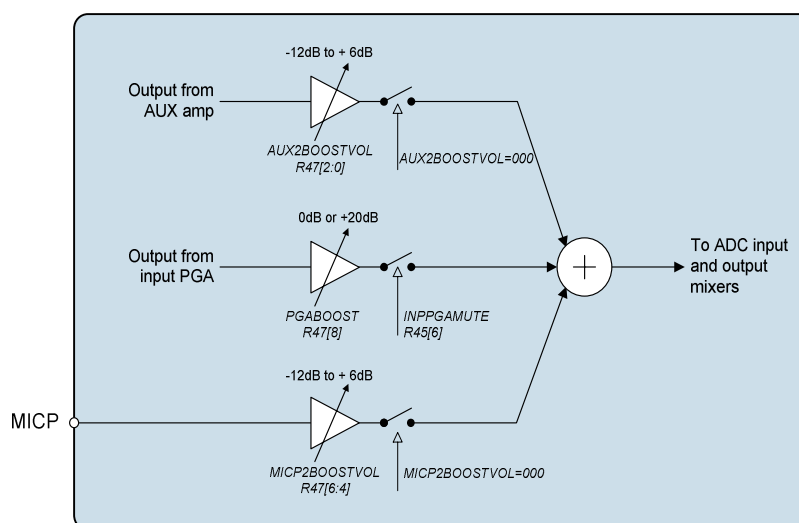 -12dB to + 6dB
Output from
AUX amp
AUX2BOOSTVOL
R47[2:0]
AUX2BOOSTVOL=000
0dB or +20dB
Output from
input PGA
PGABOOST
R47[8]
INPPGAMUTE
R45[6]
+
To ADC input
and output
mixers
-12dB to + 6dB
MICP
MICP2BOOSTVOL
R47[6:4]
MICP2BOOSTVOL=000